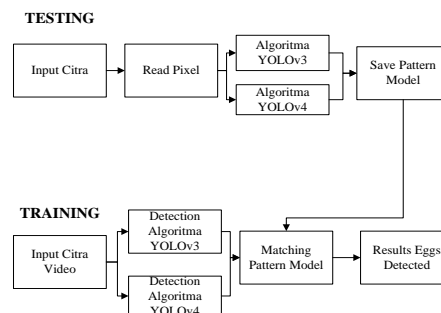 TESTING
Input Citra
Read Pixel
Algoritma
YOLOv3
Algoritma
YOLOv4
Save Pattern
Model
TRAINING
Input Citra
Video
Detection
Algoritma
YOLOv3
Detection
Algoritma
YOLOv4
Matching
Pattern Model
Results Eggs
Detected